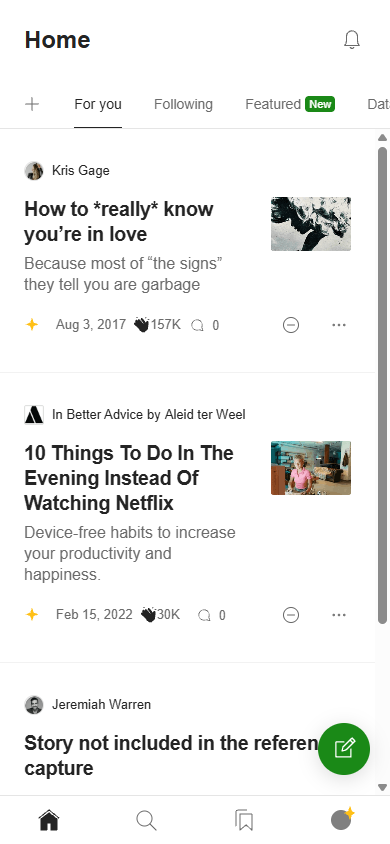 Home
For you
Following
Featured New
Dat
Kris Gage
How to *really* know
you’re in love
Because most of “the signs”
they tell you are garbage
Aug 3, 2017 157K 0
In Better Advice by Aleid ter Weel
10 Things To Do In The
Evening Instead Of
Watching Netflix
Device-free habits to increase
your productivity and
happiness.
Feb 15, 2022 30K 0
Jeremiah Warren
Story not included in the referen
capture